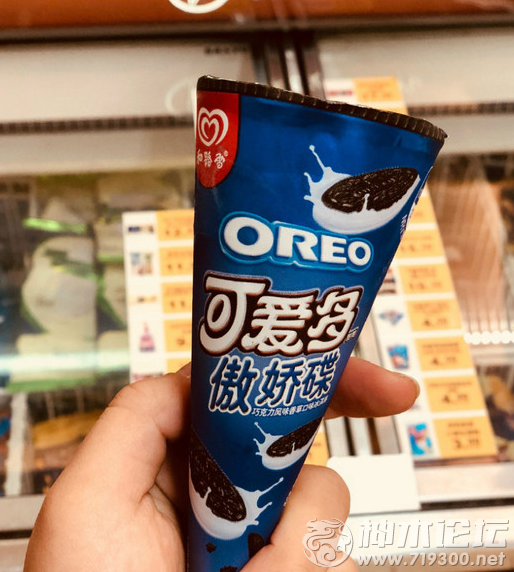 和路雪
OREO
可爱多
傲娇碟
巧克力风味香草口味冰淇淋
神木论坛
www.719300.net